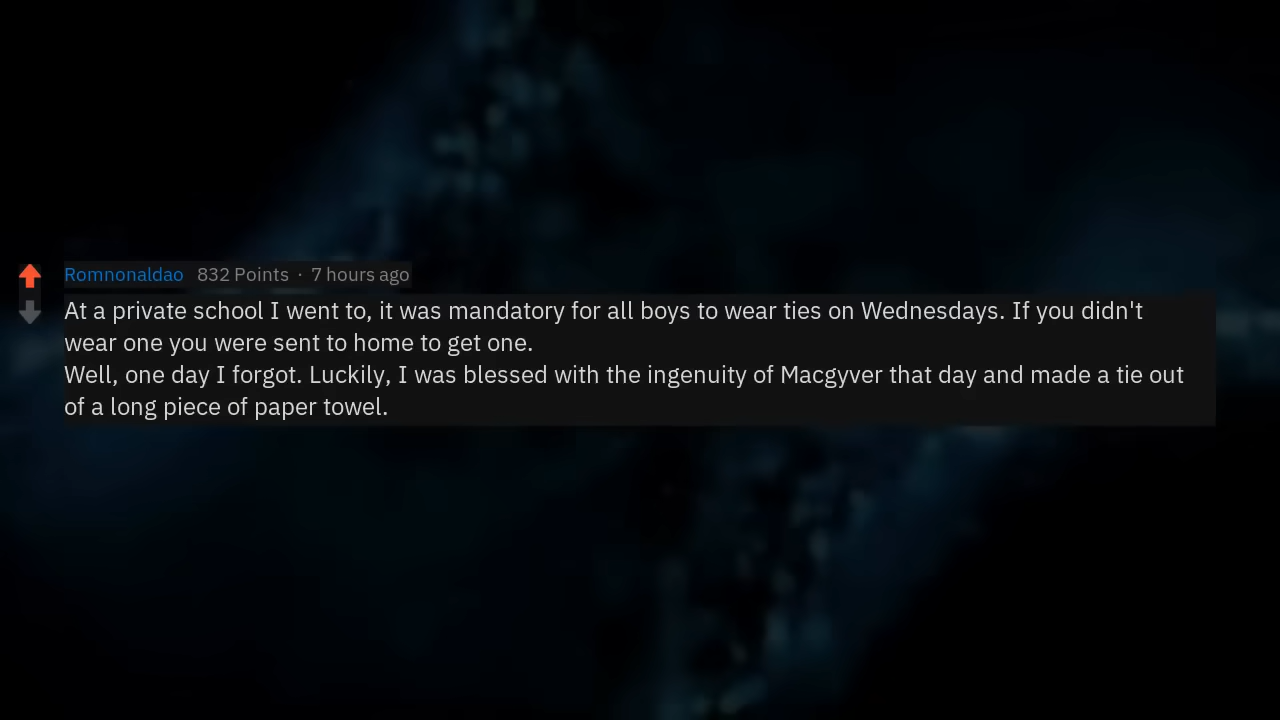 Romnonaldao 832 Points · 7 hours ago
At a private school I went to, it was mandatory for all boys to wear ties on Wednesdays. If you didn't
wear one you were sent to home to get one.
Well, one day I forgot. Luckily, I was blessed with the ingenuity of Macgyver that day and made a tie out
of a long piece of paper towel.